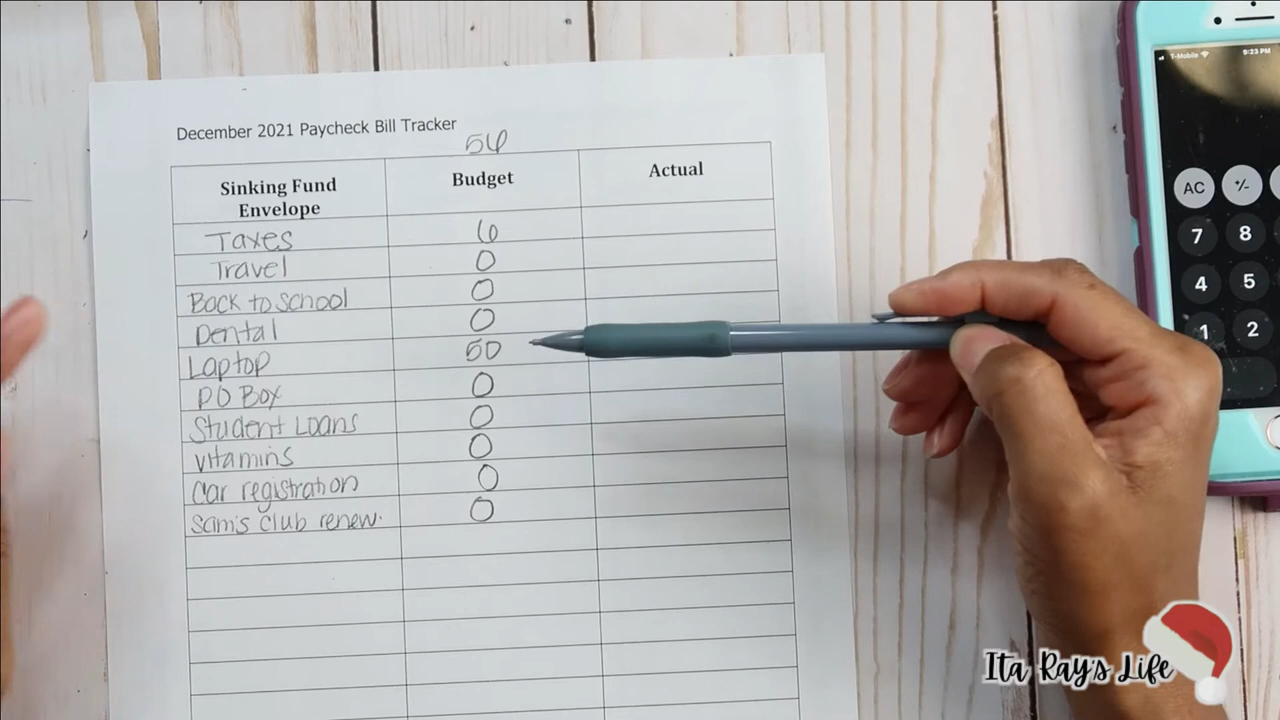 December 2021 Paycheck Bill Tracker
56
Sinking Fund Envelope Budget Actual
Taxes 6
Travel 0
Back to school 0
Dental 0
Laptop 50
PO Box 0
Student Loans 0
vitamins 0
Car registration 0
Sam's Club renew. 0
T-Mobile 9:23 PM
AC +/-
7 8
4 5
1 2
Ita Ray's Life